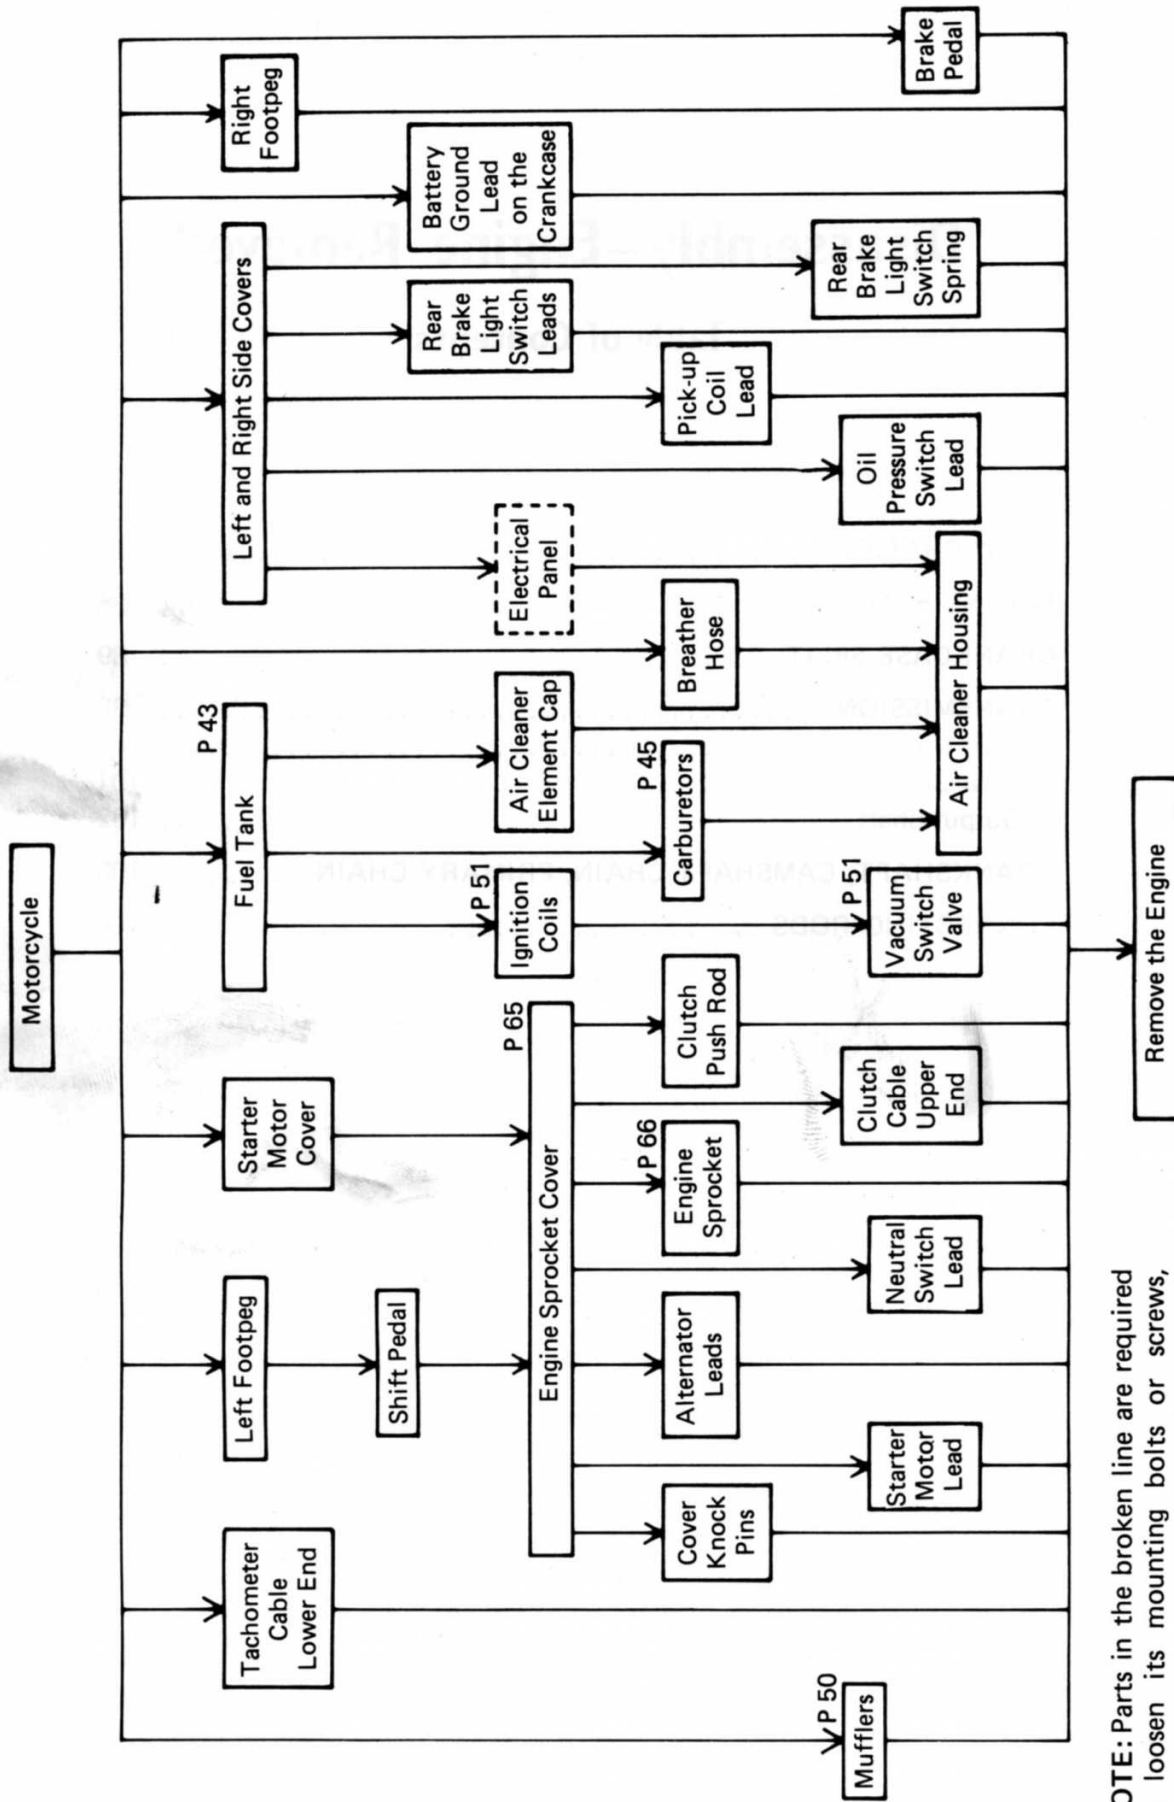 Motorcycle
Mufflers
P 50
Tachometer
Cable
Lower End
Left Footpeg
Shift Pedal
Starter
Motor
Cover
Engine Sprocket Cover
P 65
Cover
Knock
Pins
Starter
Motor
Lead
Alternator
Leads
Neutral
Switch
Lead
Engine
Sprocket
P 66
Clutch
Cable
Upper
End
Clutch
Push Rod
Fuel Tank
P 43
Ignition
Coils
Vacuum
Switch
Valve
P 51
Carburetors
P 45
Air Cleaner
Element Cap
Breather
Hose
Electrical
Panel
Air Cleaner Housing
Left and Right Side Covers
Oil
Pressure
Switch
Lead
Pick-up
Coil
Lead
Rear
Brake
Light
Switch
Leads
Rear
Brake
Light
Switch
Spring
Battery
Ground
Lead
on the
Crankcase
Right
Footpeg
Brake
Pedal
Remove the Engine
OTE: Parts in the broken line are required
loosen its mounting bolts or screws,